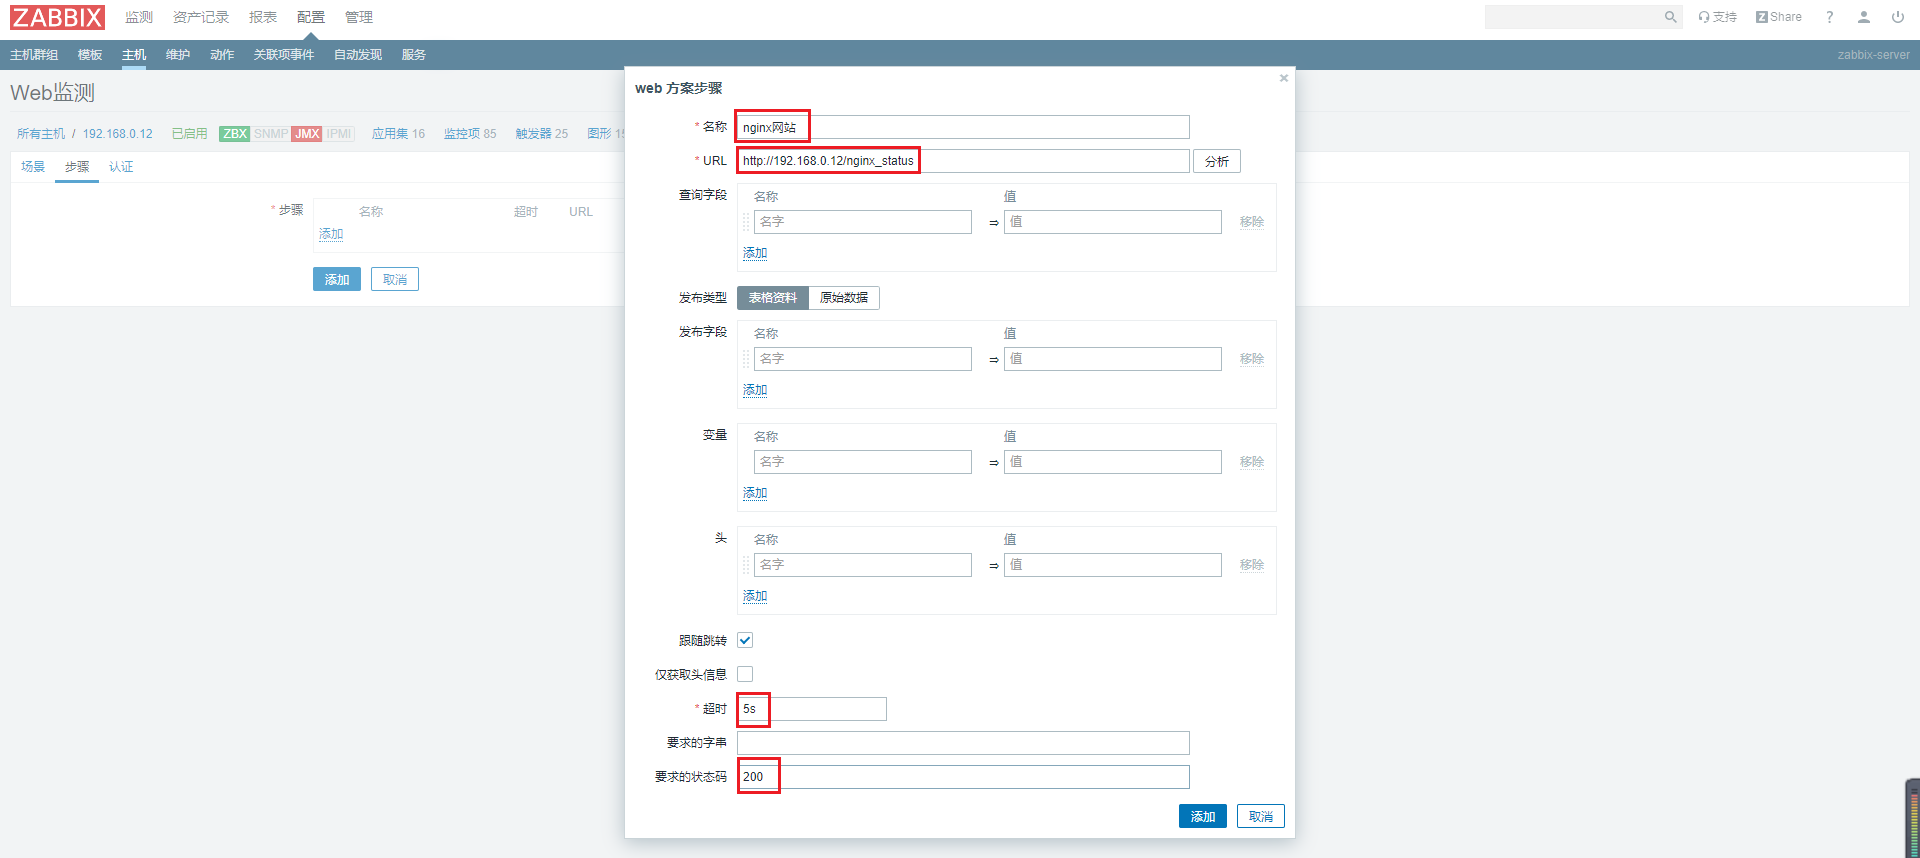 ZABBIX 监测 资产记录 报表 配置 管理 支持 Z Share ?
主机群组 模板 主机 维护 动作 关联项事件 自动发现 服务 zabbix-server
Web监测
所有主机 / 192.168.0.12 已启用 ZBX SNMP JMX IPMI 应用集 16 监控项 85 触发器 25 图形 15
场景 步骤 认证
* 步骤 名称 超时 URL
添加
添加 取消
web 方案步骤 ×
* 名称 nginx网站
* URL http://192.168.0.12/nginx_status 分析
查询字段 名称 值
名字 ⇒ 值 移除
添加
发布类型 表格资料 原始数据
发布字段 名称 值
名字 ⇒ 值 移除
添加
变量 名称 值
名字 ⇒ 值 移除
添加
头 名称 值
名字 ⇒ 值 移除
添加
跟随跳转
仅获取头信息
* 超时 5s
要求的字串
要求的状态码 200
添加 取消